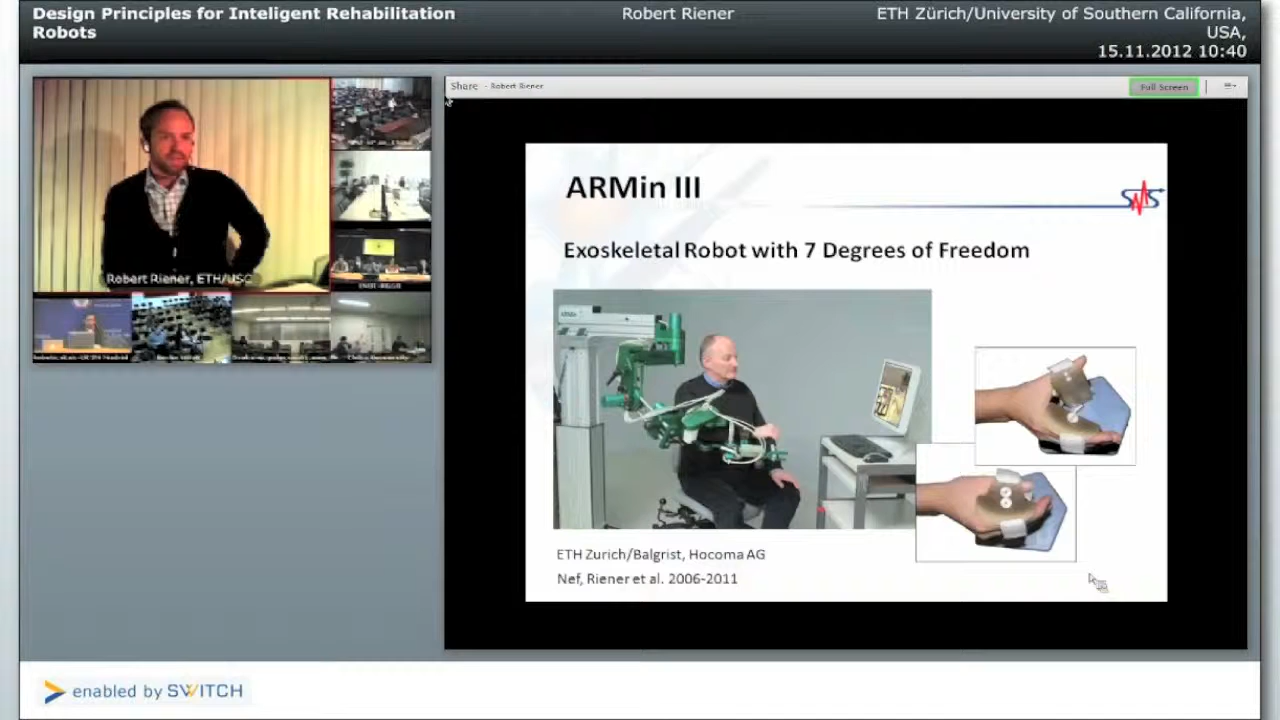 Design Principles for Inteligent Rehabilitation
Robots
Robert Riener
ETH Zürich/University of Southern California,
USA,
15.11.2012 10:40
Share - Robert Riener
Full Screen
Robert Riener, ETH/USC
ARMin III
SMS
Exoskeletal Robot with 7 Degrees of Freedom
ETH Zurich/Balgrist, Hocoma AG
Nef, Riener et al. 2006-2011
enabled by SWITCH